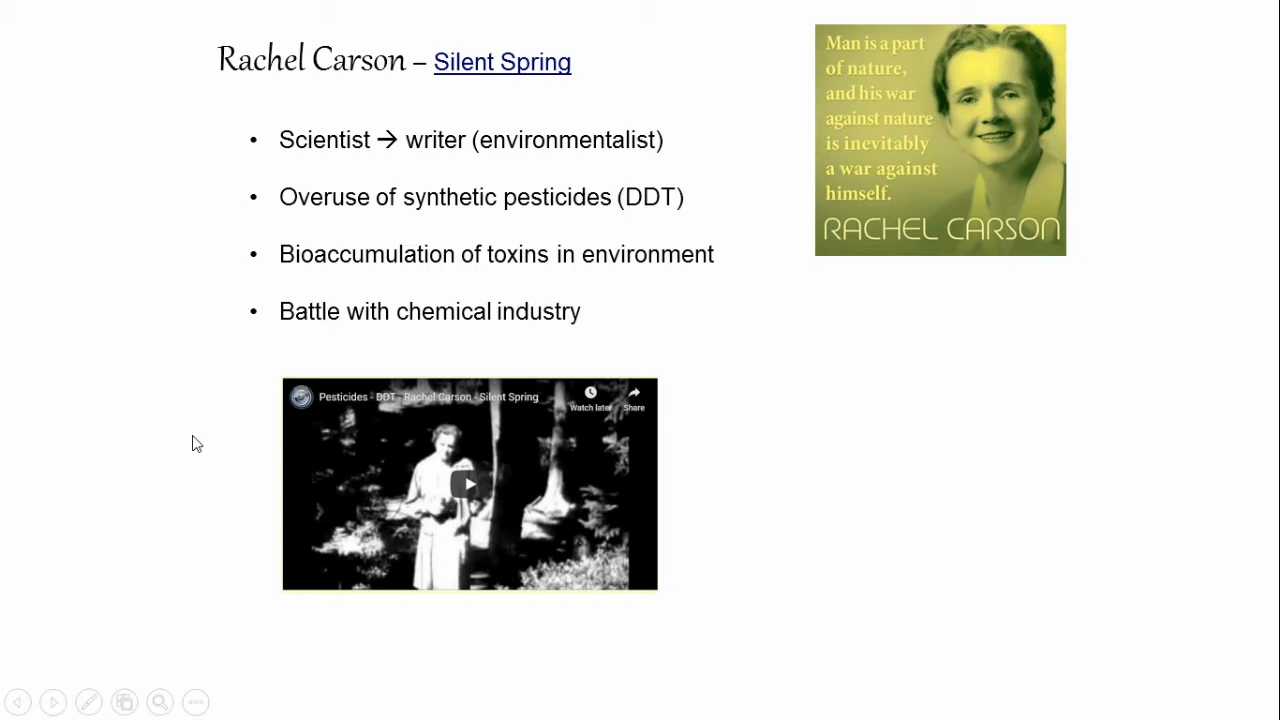 Rachel Carson – Silent Spring
• Scientist → writer (environmentalist)
• Overuse of synthetic pesticides (DDT)
• Bioaccumulation of toxins in environment
• Battle with chemical industry
Man is a part
of nature,
and his war
against nature
is inevitably
a war against
himself.
RACHEL CARSON
Pesticides - DDT - Rachel Carson - Silent Spring
Watch later
Share